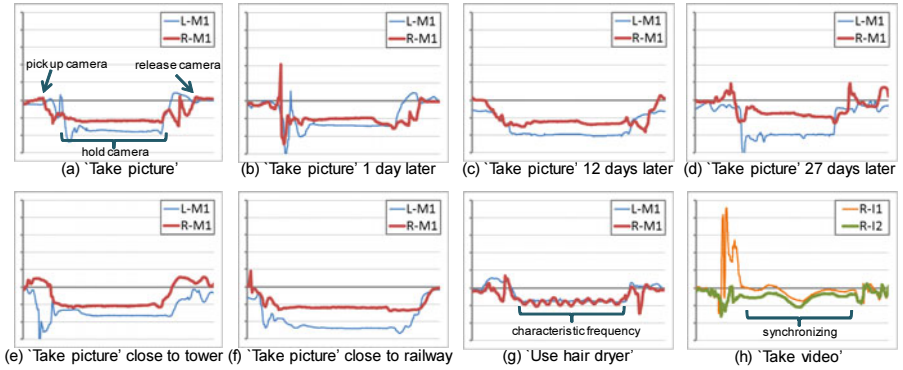 L-M1
R-M1
pick up camera
release camera
hold camera
(a) `Take picture'
L-M1
R-M1
(b) `Take picture' 1 day later
L-M1
R-M1
(c) `Take picture' 12 days later
L-M1
R-M1
(d) `Take picture' 27 days later
L-M1
R-M1
(e) `Take picture' close to tower
L-M1
R-M1
(f) `Take picture' close to railway
L-M1
R-M1
characteristic frequency
(g) `Use hair dryer'
R-I1
R-I2
synchronizing
(h) `Take video'